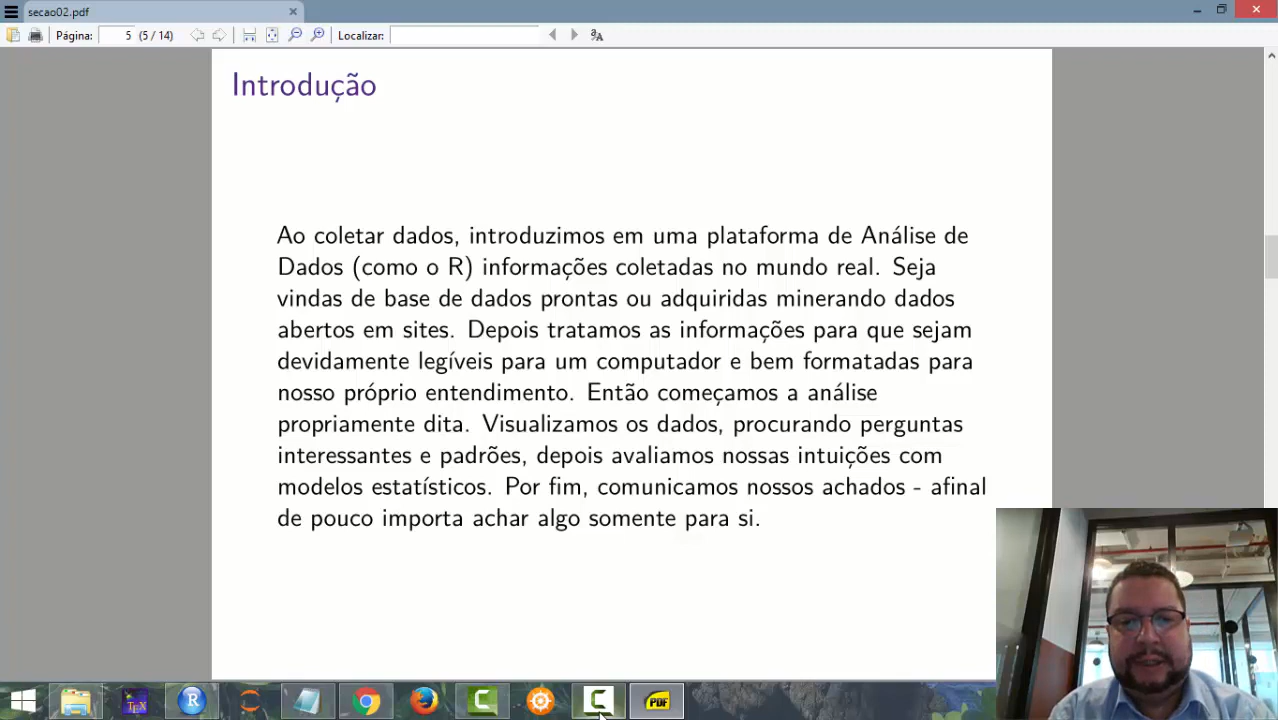 secao02.pdf
Página: 5 (5 / 14) Localizar:
Introdução
Ao coletar dados, introduzimos em uma plataforma de Análise de
Dados (como o R) informações coletadas no mundo real. Seja
vindas de base de dados prontas ou adquiridas minerando dados
abertos em sites. Depois tratamos as informações para que sejam
devidamente legíveis para um computador e bem formatadas para
nosso próprio entendimento. Então começamos a análise
propriamente dita. Visualizamos os dados, procurando perguntas
interessantes e padrões, depois avaliamos nossas intuições com
modelos estatísticos. Por fim, comunicamos nossos achados - afinal
de pouco importa achar algo somente para si.
TEX R C C PDF